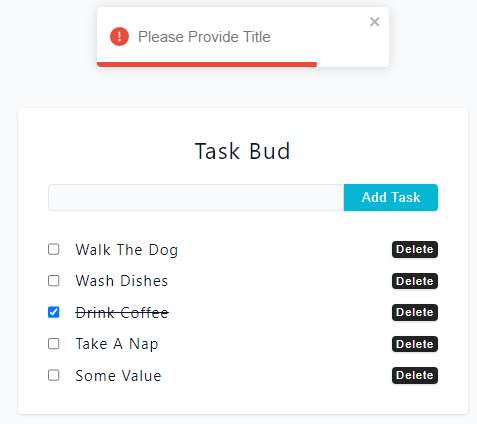 Please Provide Title
Task Bud
Add Task
Walk The Dog Delete
Wash Dishes Delete
Drink Coffee Delete
Take A Nap Delete
Some Value Delete